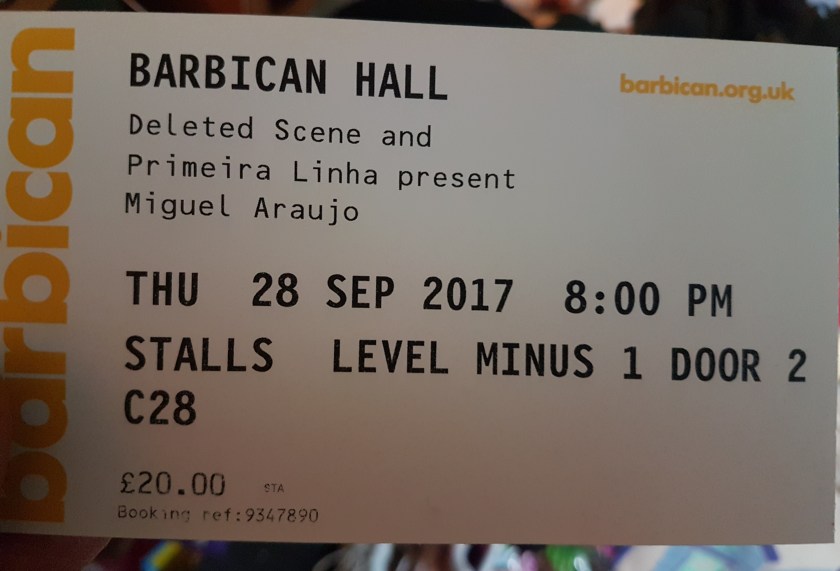 barbican
BARBICAN HALL
barbican.org.uk
Deleted Scene and
Primeira Linha present
Miguel Araujo
THU 28 SEP 2017 8:00 PM
STALLS LEVEL MINUS 1 DOOR 2
C28
£20.00 STA
Booking ref:9347890